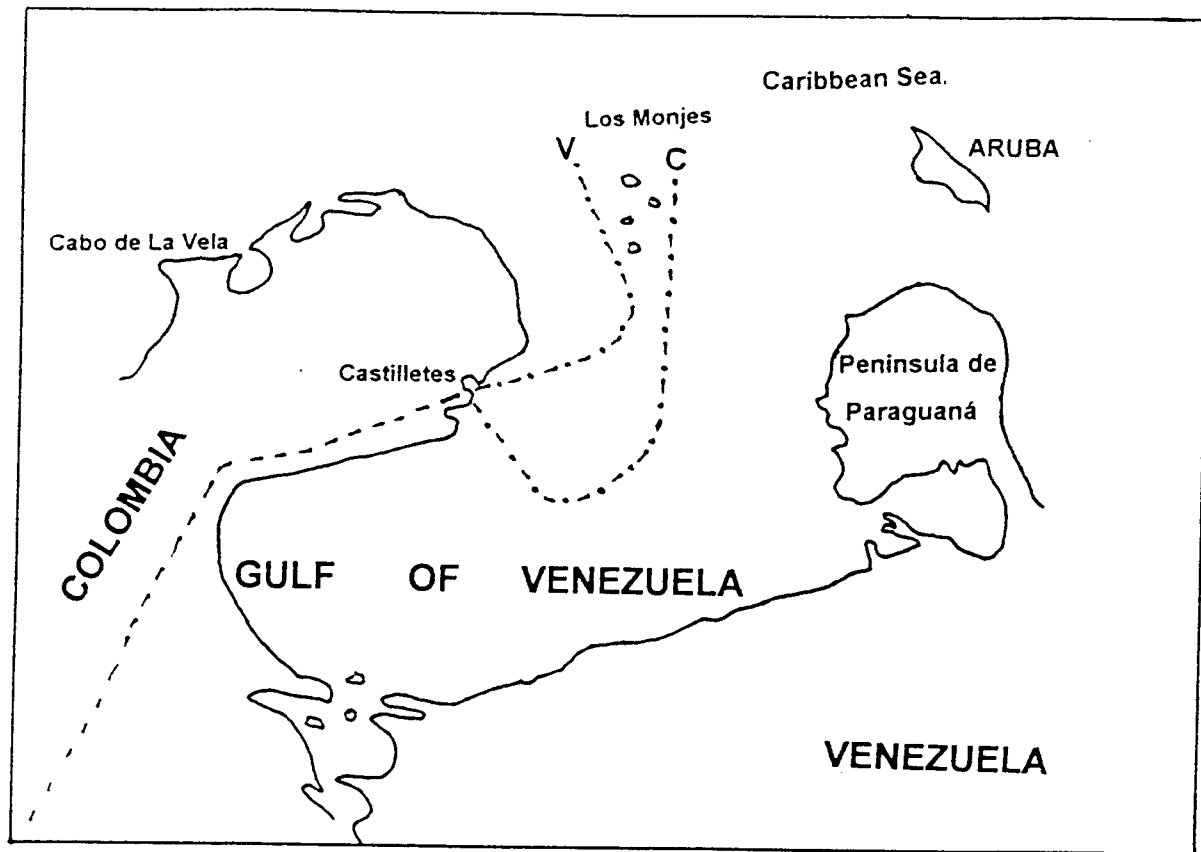 Caribbean Sea.
Los Monjes
V
C
ARUBA
Cabo de La Vela
Castilletes
Peninsula de
Paraguaná
COLOMBIA
GULF OF VENEZUELA
VENEZUELA